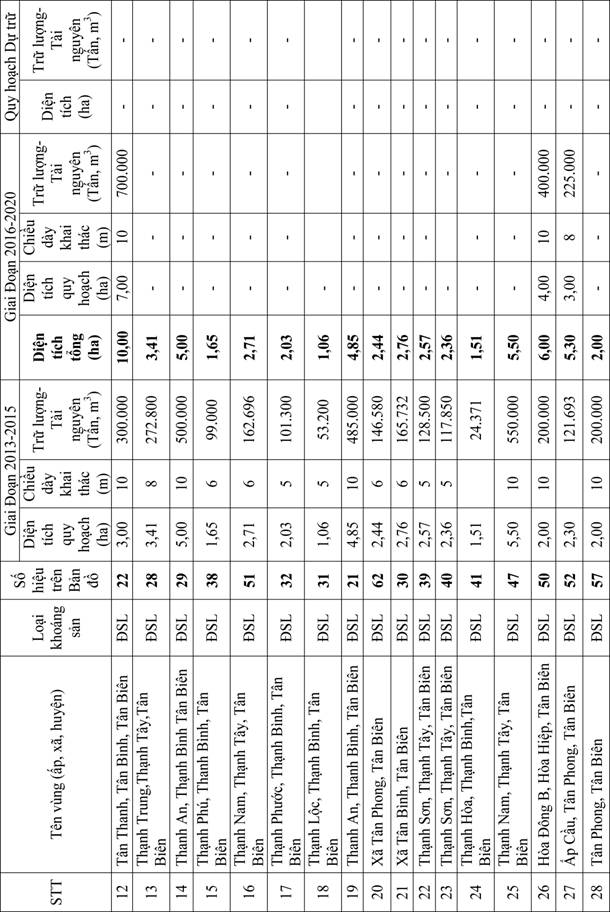 STT | Tên vùng (ấp, xã, huyện) | Loại khoáng sản | Số hiệu trên Bản đồ | Giai Đoạn 2013-2015 | Diện tích tổng (ha) | Giai Đoạn 2016-2020 | Quy hoạch Dự trữ
Diện tích quy hoạch (ha) | Chiều dày khai thác (m) | Trữ lượng- Tài nguyên (Tấn, m³) | Diện tích quy hoạch (ha) | Chiều dày khai thác (m) | Trữ lượng- Tài nguyên (Tấn, m³) | Diện tích (ha) | Trữ lượng- Tài nguyên (Tấn, m³)
12 | Tân Thanh, Tân Bình, Tân Biên | ĐSL | 22 | 3,00 | 10 | 300.000 | 10,00 | 7,00 | 10 | 700.000 | - | -
13 | Thạnh Trung,Thạnh Tây,Tân Biên | ĐSL | 28 | 3,41 | 8 | 272.800 | 3,41 | - | - | - | - | -
14 | Thanh An, Thạnh Bình Tân Biên | ĐSL | 29 | 5,00 | 10 | 500.000 | 5,00 | - | - | - | - | -
15 | Thạnh Phú, Thanh Bình, Tân Biên | ĐSL | 38 | 1,65 | 6 | 99.000 | 1,65 | - | - | - | - | -
16 | Thạnh Nam, Thạnh Tây, Tân Biên | ĐSL | 51 | 2,71 | 6 | 162.696 | 2,71 | - | - | - | - | -
17 | Thạnh Phước, Thạnh Bình, Tân Biên | ĐSL | 32 | 2,03 | 5 | 101.300 | 2,03 | - | - | - | - | -
18 | Thạnh Lộc, Thạnh Bình, Tân Biên | ĐSL | 31 | 1,06 | 5 | 53.200 | 1,06 | - | - | - | - | -
19 | Thanh An, Thanh Bình, Tân Biên | ĐSL | 21 | 4,85 | 10 | 485.000 | 4,85 | - | - | - | - | -
20 | Xã Tân Phong, Tân Biên | ĐSL | 62 | 2,44 | 6 | 146.580 | 2,44 | - | - | - | - | -
21 | Xã Tân Bình, Tân Biên | ĐSL | 30 | 2,76 | 6 | 165.732 | 2,76 | - | - | - | - | -
22 | Thạnh Sơn, Thạnh Tây, Tân Biên | ĐSL | 39 | 2,57 | 5 | 128.500 | 2,57 | - | - | - | - | -
23 | Thạnh Sơn, Thạnh Tây, Tân Biên | ĐSL | 40 | 2,36 | 5 | 117.850 | 2,36 | - | - | - | - | -
24 | Thạnh Hòa, Thạnh Bình,Tân Biên | ĐSL | 41 | 1,51 | | 24.371 | 1,51 | - | - | - | - | -
25 | Thạnh Nam, Thạnh Tây, Tân Biên | ĐSL | 47 | 5,50 | 10 | 550.000 | 5,50 | - | - | - | - | -
26 | Hòa Đông B, Hòa Hiệp, Tân Biên | ĐSL | 50 | 2,00 | 10 | 200.000 | 6,00 | 4,00 | 10 | 400.000 | - | -
27 | Ấp Cầu, Tân Phong, Tân Biên | ĐSL | 52 | 2,30 | | 121.693 | 5,30 | 3,00 | 8 | 225.000 | - | -
28 | Tân Phong, Tân Biên | ĐSL | 57 | 2,00 | 10 | 200.000 | 2,00 | - | - | - | - | -